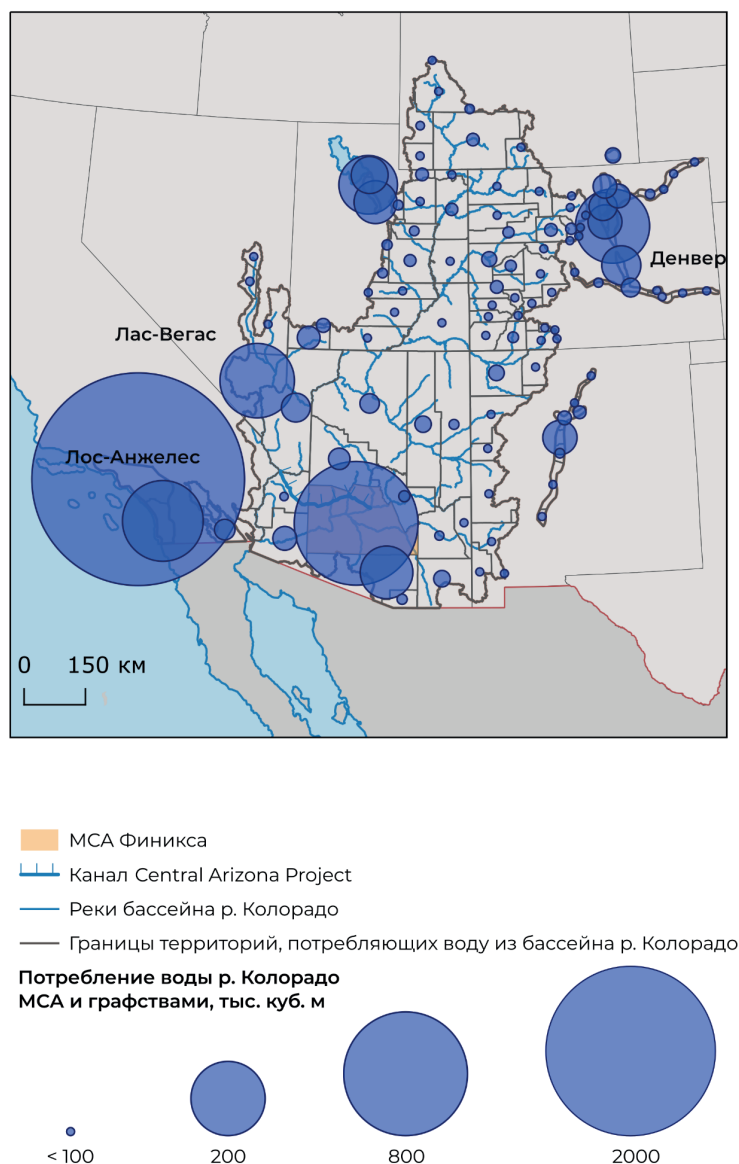 Денвер
Лас-Вегас
Лос-Анжелес
0 150 км
МСА Финикса
Канал Central Arizona Project
Реки бассейна р. Колорадо
Границы территорий, потребляющих воду из бассейна р. Колорадо
Потребление воды р. Колорадо
МСА и графствами, тыс. куб. м
< 100 200 800 2000